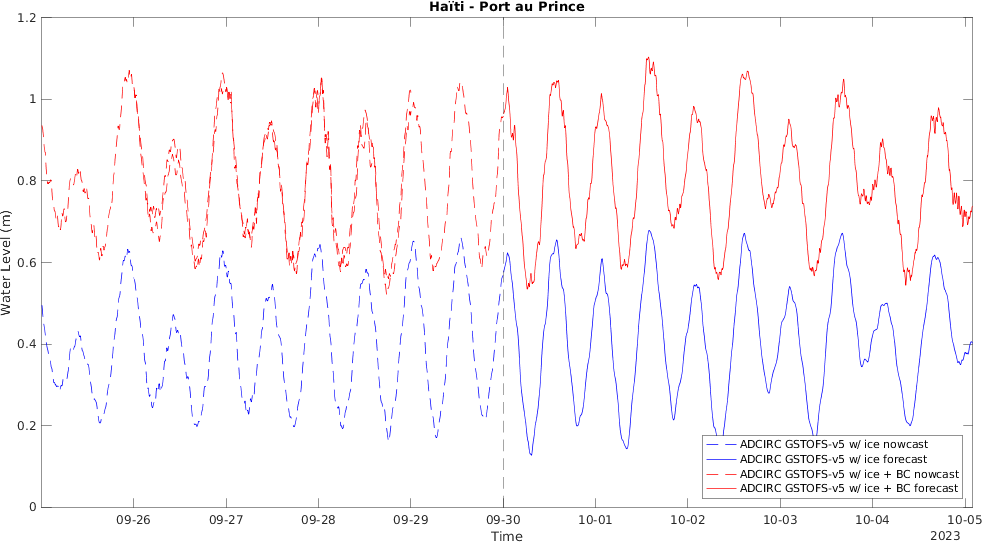 Haïti - Port au Prince
1.2
1
0.8
0.6
0.4
0.2
0
Water Level (m)
ADCIRC GSTOFS-v5 w/ ice nowcast
ADCIRC GSTOFS-v5 w/ ice forecast
ADCIRC GSTOFS-v5 w/ ice + BC nowcast
ADCIRC GSTOFS-v5 w/ ice + BC forecast
09-26 09-27 09-28 09-29 09-30 10-01 10-02 10-03 10-04 10-05
Time
2023